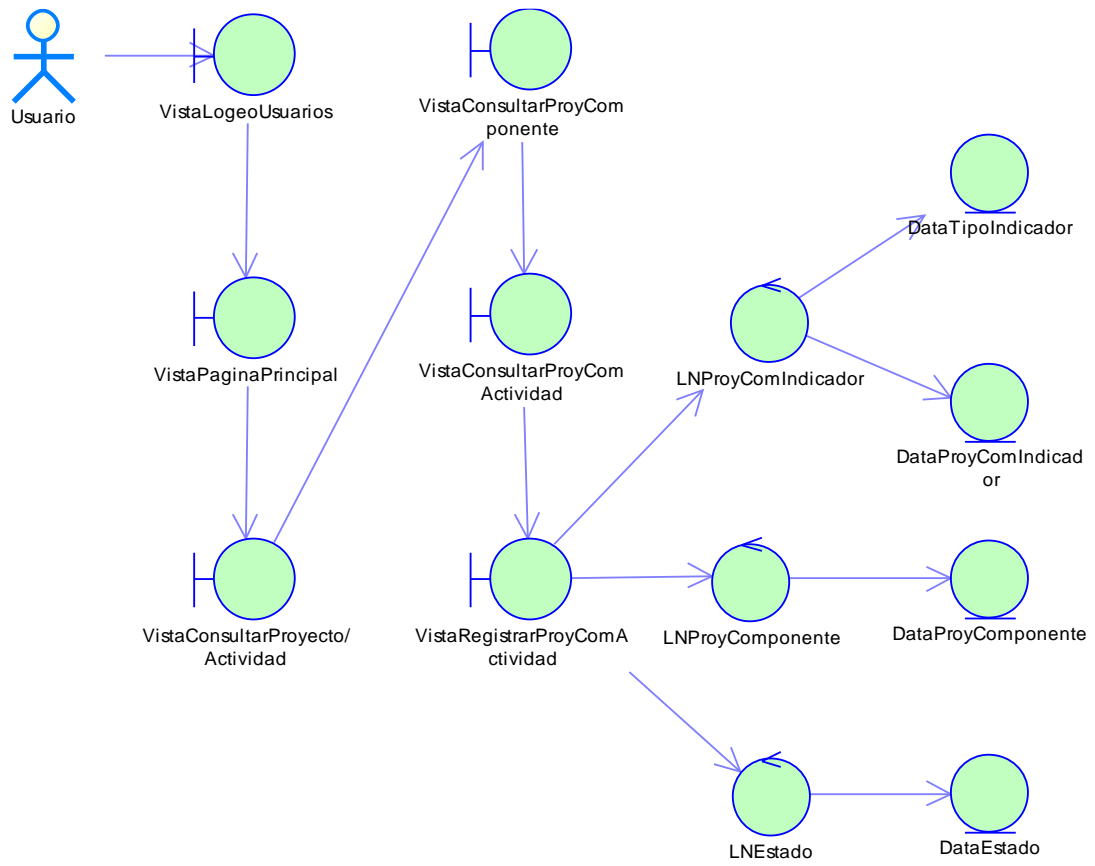 Usuario
VistaLogeoUsuarios
VistaPaginaPrincipal
VistaConsultarProyecto/
Actividad
VistaConsultarProyCom
ponente
VistaConsultarProyCom
Actividad
VistaRegistrarProyComA
ctividad
LNProyComIndicador
LNProyComponente
LNEstado
DataTipoIndicador
DataProyComIndicad
or
DataProyComponente
DataEstado